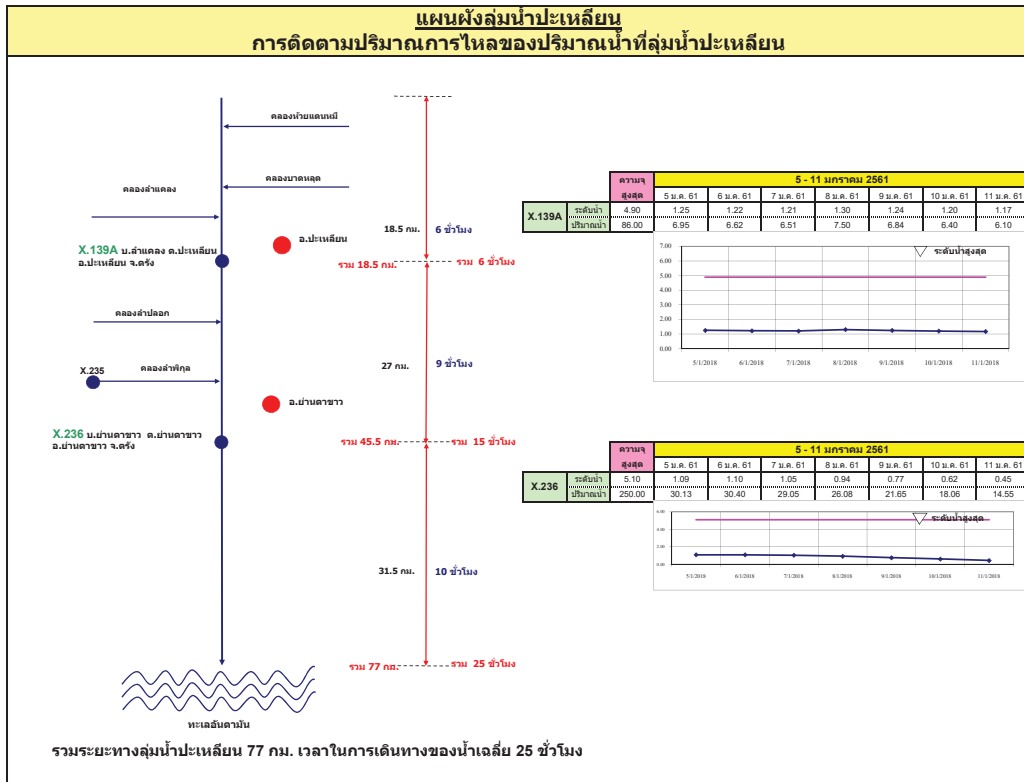 แผนผังลุ่มน้ำปะเหลียน
การติดตามปริมาณการไหลของปริมาณน้ำที่ลุ่มน้ำปะเหลียน
คลองห้วยแดนหมี
คลองบาตหลุด
คลองลำแคลง
18.5 กม.
6 ชั่วโมง
อ.ปะเหลียน
X.139A บ.ลำแคลง ต.ปะเหลียน
อ.ปะเหลียน จ.ตรัง
รวม 18.5 กม.
รวม 6 ชั่วโมง
คลองลำปลอก
X.235
คลองลำพิกุล
27 กม.
9 ชั่วโมง
อ.ย่านตาขาว
X.236 บ.ย่านตาขาว ต.ย่านตาขาว
อ.ย่านตาขาว จ.ตรัง
รวม 45.5 กม.
รวม 15 ชั่วโมง
31.5 กม.
10 ชั่วโมง
รวม 77 กม.
รวม 25 ชั่วโมง
ทะเลอันดามัน
รวมระยะทางลุ่มน้ำปะเหลียน 77 กม. เวลาในการเดินทางของน้ำเฉลี่ย 25 ชั่วโมง
ความจุ 5 - 11 มกราคม 2561
สูงสุด 5 ม.ค. 61 6 ม.ค. 61 7 ม.ค. 61 8 ม.ค. 61 9 ม.ค. 61 10 ม.ค. 61 11 ม.ค. 61
X.139A
ระดับน้ำ 4.90 1.25 1.22 1.21 1.30 1.24 1.20 1.17
ปริมาณน้ำ 86.00 6.95 6.62 6.51 7.50 6.84 6.40 6.10
ระดับน้ำสูงสุด
7.00
6.00
5.00
4.00
3.00
2.00
1.00
0.00
5/1/2018 6/1/2018 7/1/2018 8/1/2018 9/1/2018 10/1/2018 11/1/2018
ความจุ 5 - 11 มกราคม 2561
สูงสุด 5 ม.ค. 61 6 ม.ค. 61 7 ม.ค. 61 8 ม.ค. 61 9 ม.ค. 61 10 ม.ค. 61 11 ม.ค. 61
X.236
ระดับน้ำ 5.10 1.09 1.10 1.05 0.94 0.77 0.62 0.45
ปริมาณน้ำ 250.00 30.13 30.40 29.05 26.08 21.65 18.06 14.55
ระดับน้ำสูงสุด
6.00
4.00
2.00
0.00
5/1/2018 6/1/2018 7/1/2018 8/1/2018 9/1/2018 10/1/2018 11/1/2018